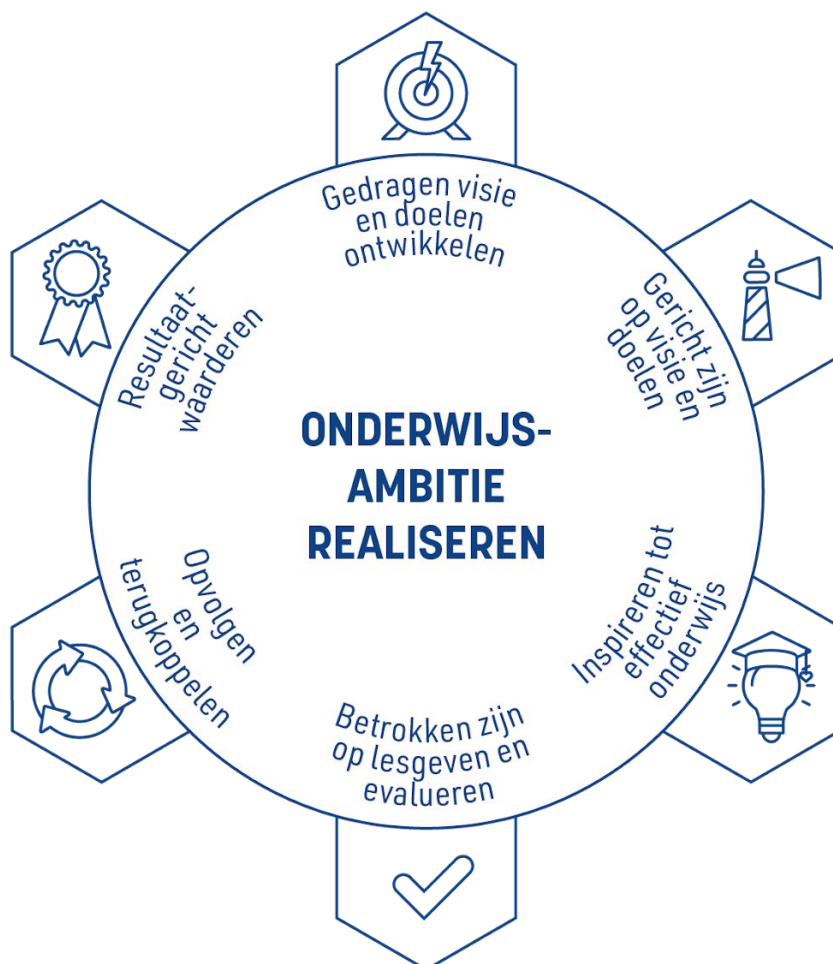 Gedragen visie
en doelen
ontwikkelen
Gericht zijn
op visie en
doelen
Inspireren tot
effectief
onderwijs
Betrokken zijn
op lesgeven en
evalueren
Opvolgen
en
terugkoppelen
Resultaat-
gericht
waarderen
ONDERWIJS-
AMBITIE
REALISEREN